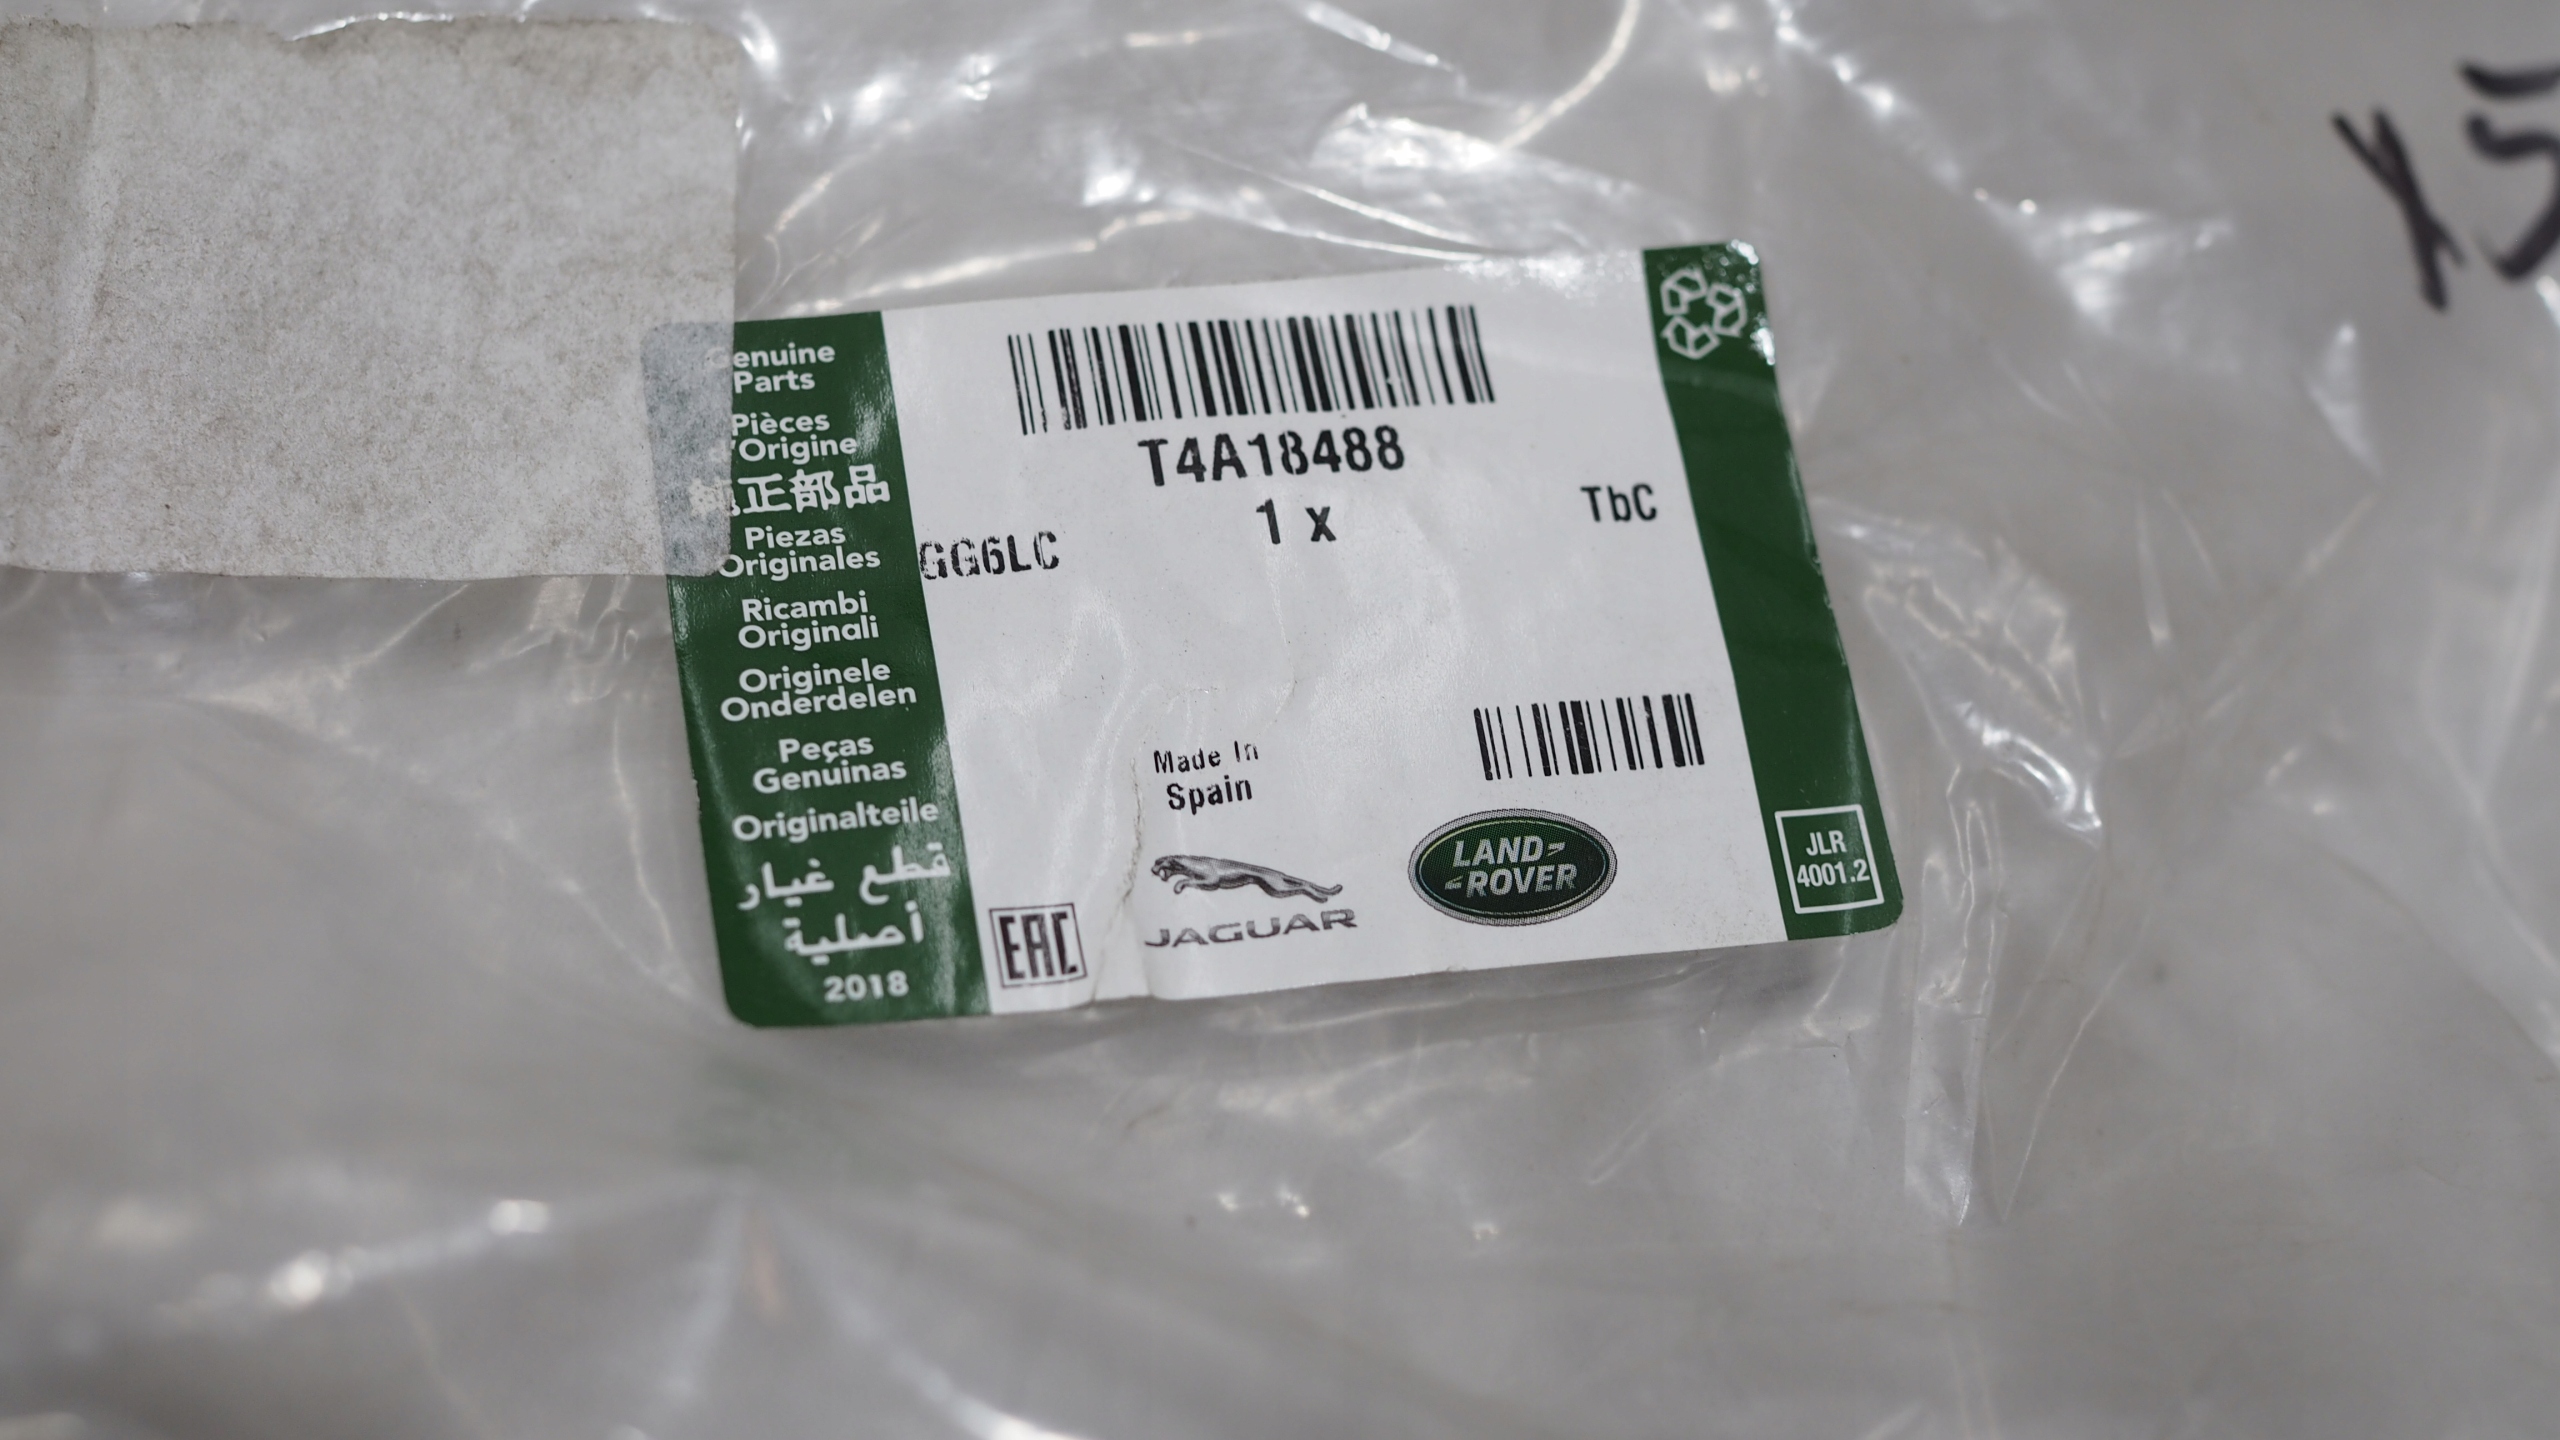 Genuine
Parts
Pièces
d'Origine
純正部品
Piezas
Originales
Ricambi
Originali
Originele
Onderdelen
Peças
Genuinas
Originalteile
قطع غيار
أصلية
2018
T4A18488
1 x
TbC
GG6LC
Made In
Spain
EAC
JAGUAR
LAND-
-ROVER
JLR
4001.2
X5